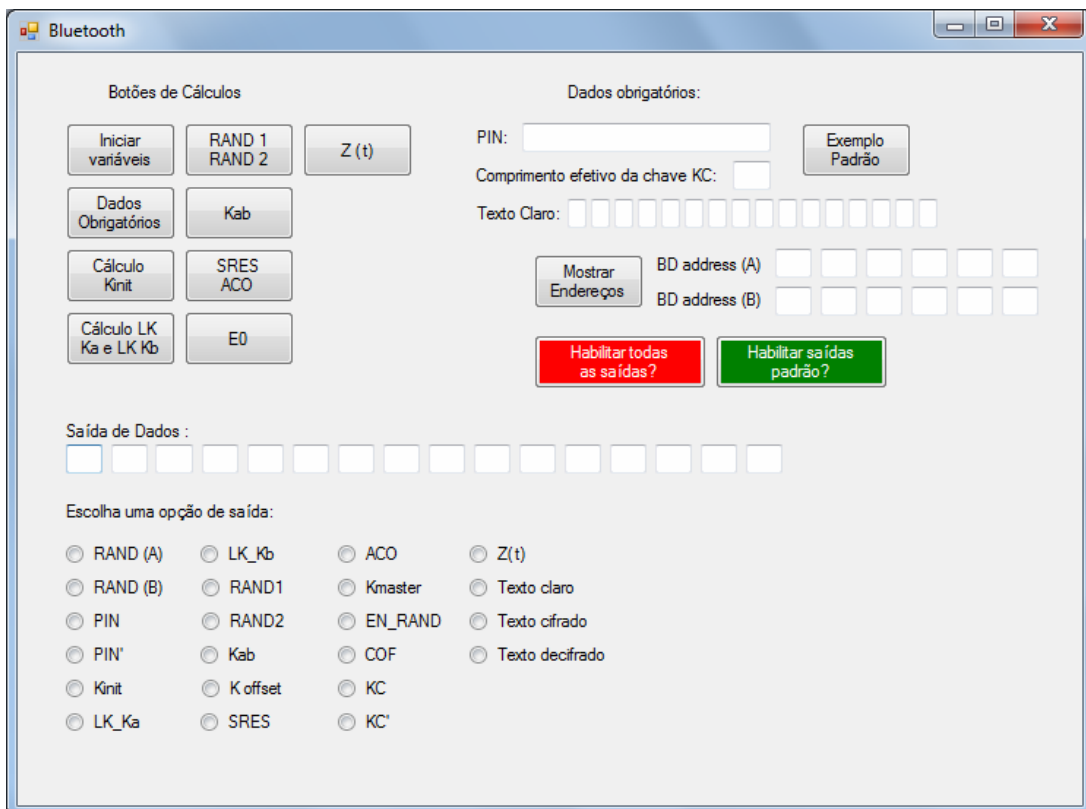 Bluetooth
Botões de Cálculos
Iniciar
variáveis
RAND 1
RAND 2
Z (t)
Dados
Obrigatórios
Kab
Cálculo
Kinit
SRES
ACO
Cálculo LK
Ka e LK Kb
E0
Dados obrigatórios:
PIN:
Exemplo
Padrão
Comprimento efetivo da chave KC:
Texto Claro:
Mostrar
Endereços
BD address (A)
BD address (B)
Habilitar todas
as saídas?
Habilitar saídas
padrão?
Saída de Dados :
Escolha uma opção de saída:
RAND (A)
RAND (B)
PIN
PIN'
Kinit
LK_Ka
LK_Kb
RAND1
RAND2
Kab
K offset
SRES
ACO
Kmaster
EN_RAND
COF
KC
KC'
Z(t)
Texto claro
Texto cifrado
Texto decifrado